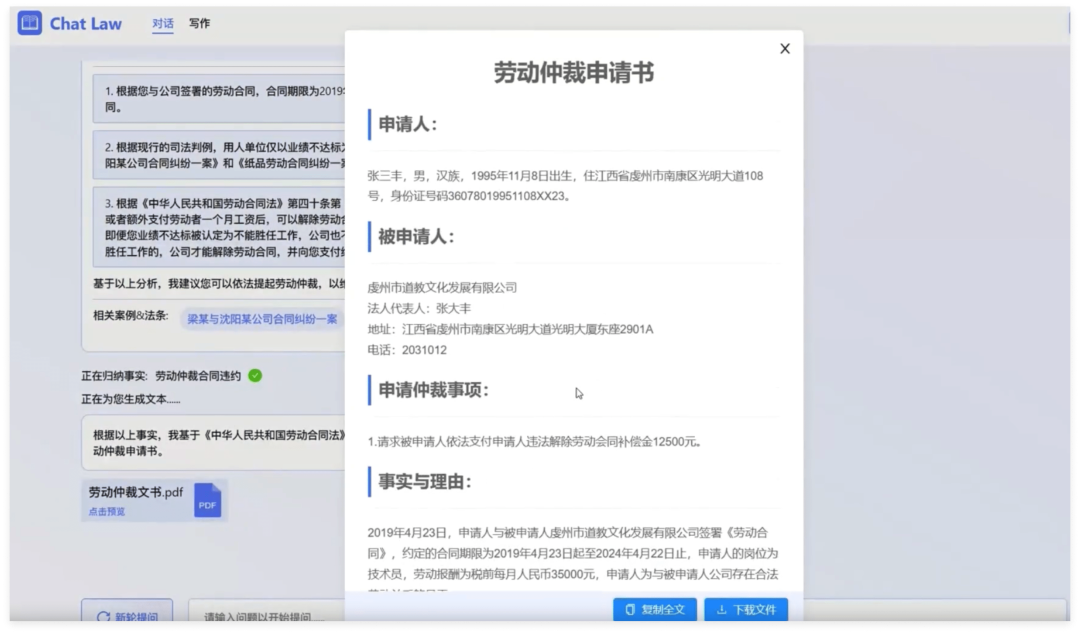 Chat Law 对话 写作
1. 根据您与公司签署的劳动合同，合同期限为2019
同。
2. 根据现行的司法判例，用人单位仅以业绩不达标
阳某公司合同纠纷一案》和《纸品劳动合同纠纷一
3. 根据《中华人民共和国劳动合同法》第四十条第
或者额外支付劳动者一个月工资后，可以解除劳动
即便您业绩不达标被认定为不能胜任工作，公司也
胜任工作的，公司才能解除劳动合同，并向您支付
基于以上分析，我建议您可以依法提起劳动仲裁，以
相关案例&法条:
梁某与沈阳某公司合同纠纷一案
正在归纳事实: 劳动仲裁合同违约
正在为您生成文本......
根据以上事实，我基于《中华人民共和国劳动合同法》
动仲裁申请书。
劳动仲裁文书.pdf
点击预览
PDF
新轮提问
请输入问题以开始提问......
X
劳动仲裁申请书
申请人:
张三丰，男，汉族，1995年11月8日出生，住江西省虔州市南康区光明大道108
号，身份证号码36078019951108XX23。
被申请人:
虔州市道教文化发展有限公司
法人代表人: 张大丰
地址: 江西省虔州市南康区光明大道光明大厦东座2901A
电话: 2031012
申请仲裁事项:
1.请求被申请人依法支付申请人违法解除劳动会同补偿金12500元。
事实与理由:
2019年4月23日，申请人与被申请人虔州市道教文化发展有限公司签署《劳动合
同》，约定的合同期限为2019年4月23日起至2024年4月22日止，申请人的岗位为
技术员，劳动报酬为税前每月人民币35000元，申请人为与被申请人公司存在合法
复制全文
下载文件